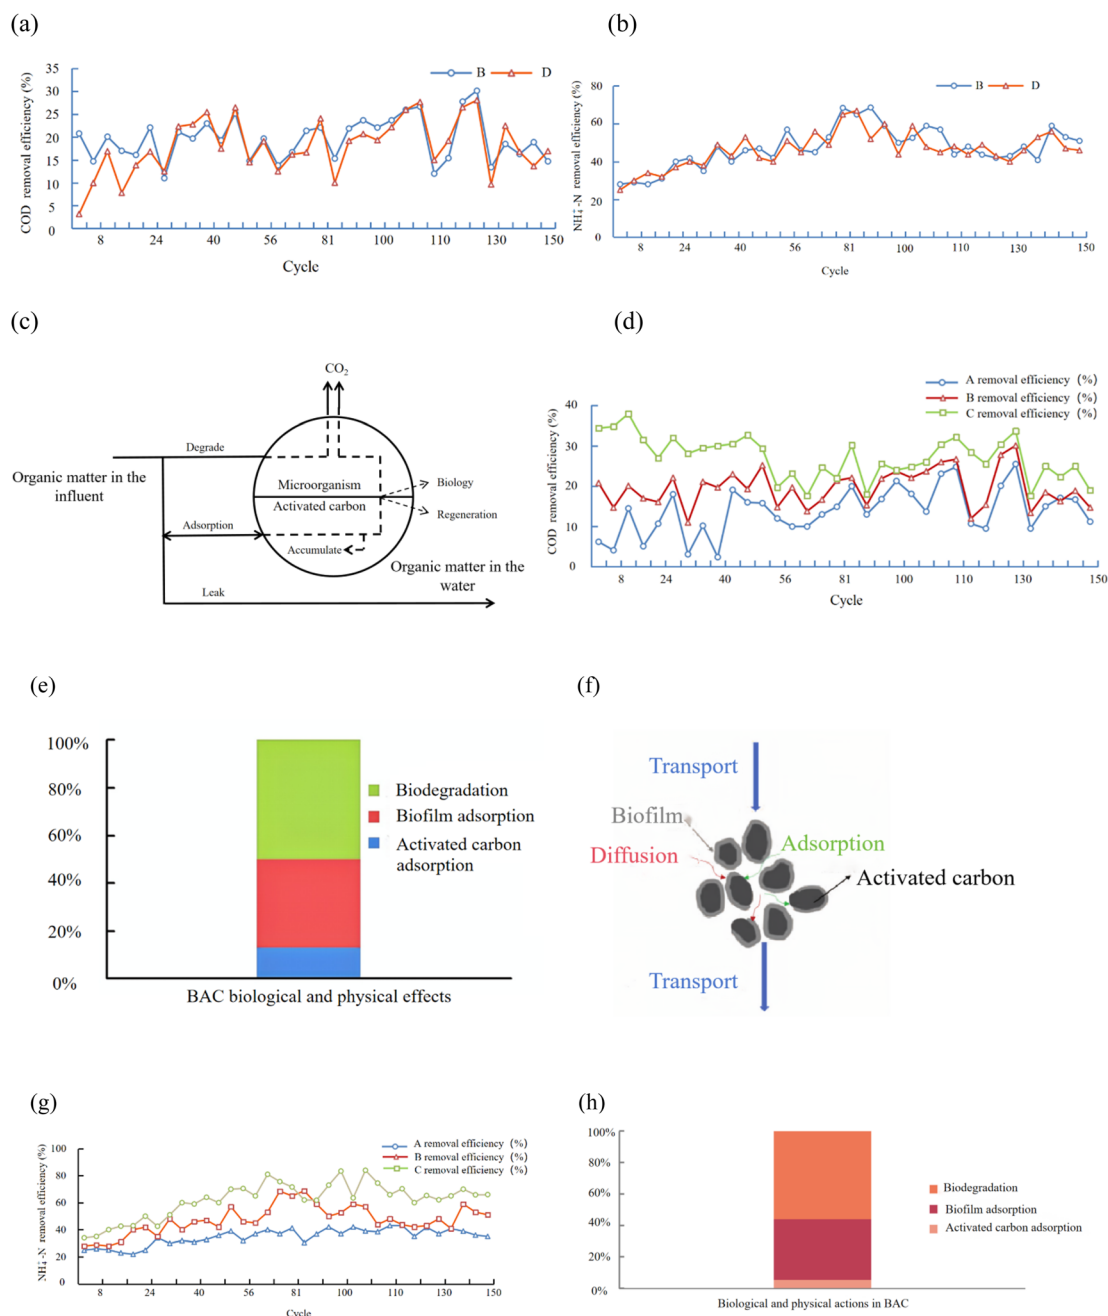 (a)
COD removal efficiency (%)
B D
35
30
25
20
15
10
5
0
8 24 40 56 81 100 110 130 150
Cycle
(b)
NH₄⁺-N removal efficiency (%)
B D
80
60
40
20
0
8 24 40 56 81 100 110 130 150
Cycle
(c)
CO₂
Degrade
Organic matter in the
influent
Microorganism
Activated carbon
Biology
Regeneration
Adsorption
Accumulate
Organic matter in the
water
Leak
(d)
A removal efficiency (%)
B removal efficiency (%)
C removal efficiency (%)
COD removal efficiency (%)
40
30
20
10
0
8 24 40 56 81 100 110 130 150
Cycle
(e)
100%
80%
60%
40%
20%
0%
Biodegradation
Biofilm adsorption
Activated carbon
adsorption
BAC biological and physical effects
(f)
Transport
Biofilm
Diffusion
Adsorption
Activated carbon
Transport
(g)
A removal efficiency (%)
B removal efficiency (%)
C removal efficiency (%)
NH₄⁺-N removal efficiency (%)
100
80
60
40
20
0
8 24 40 56 81 100 110 130 150
Cycle
(h)
100%
80%
60%
40%
20%
0%
Biodegradation
Biofilm adsorption
Activated carbon adsorption
Biological and physical actions in BAC